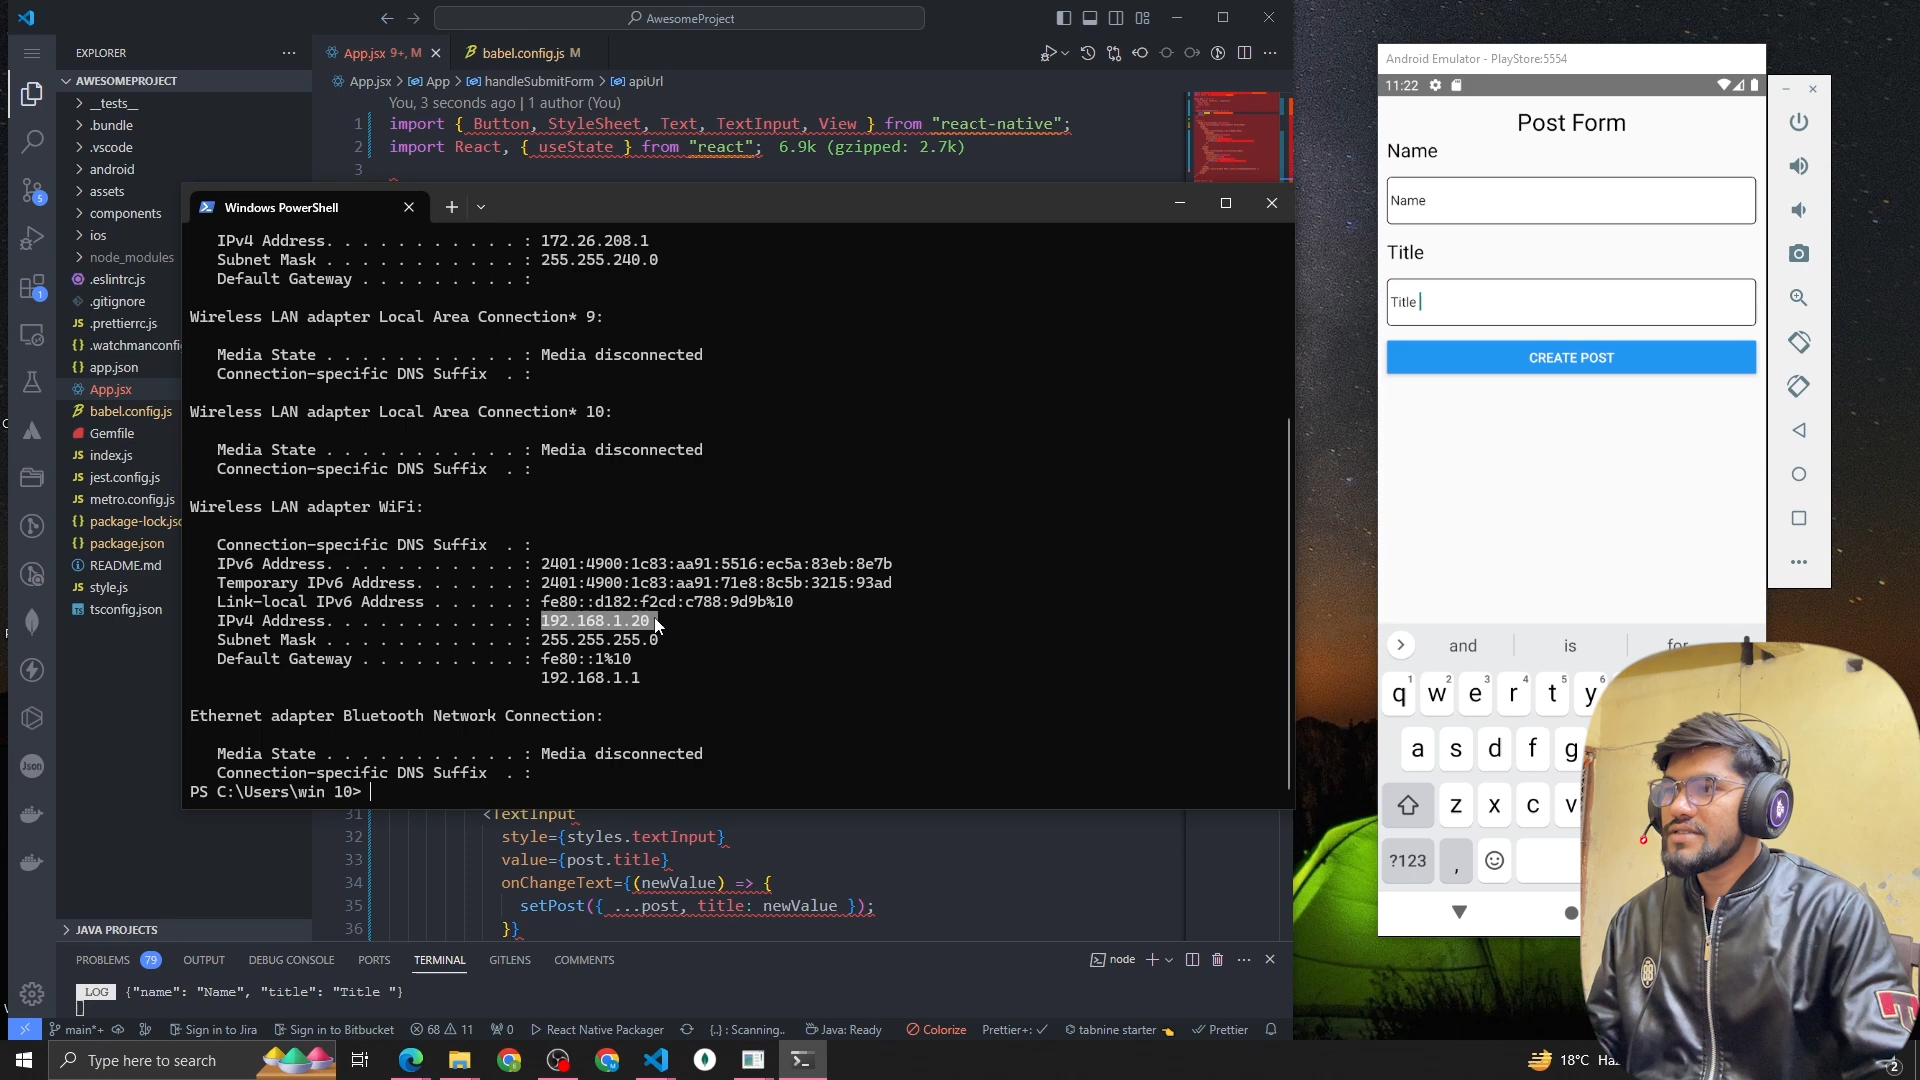 AwesomeProject
EXPLORER
App.jsx 9+, M
babel.config.js M
AWESOMEPROJECT
App.jsx > App > handleSubmitForm > apiUrl
__tests__
.bundle
.vscode
android
assets
components
ios
node_modules
.eslintrc.js
.gitignore
.prettierrc.js
.watchmanconfi
app.json
App.jsx
babel.config.js
Gemfile
index.js
jest.config.js
metro.config.js
package-lock.jsc
package.json
README.md
style.js
tsconfig.json
JAVA PROJECTS
You, 3 seconds ago | 1 author (You)
1 import { Button, StyleSheet, Text, TextInput, View } from "react-native";
2 import React, { useState } from "react"; 6.9k (gzipped: 2.7k)
3
Windows PowerShell
IPv4 Address. . . . . . . . . . . : 172.26.208.1
Subnet Mask . . . . . . . . . . . : 255.255.240.0
Default Gateway . . . . . . . . . :
Wireless LAN adapter Local Area Connection* 9:
Media State . . . . . . . . . . . : Media disconnected
Connection-specific DNS Suffix . :
Wireless LAN adapter Local Area Connection* 10:
Media State . . . . . . . . . . . : Media disconnected
Connection-specific DNS Suffix . :
Wireless LAN adapter WiFi:
Connection-specific DNS Suffix . :
IPv6 Address. . . . . . . . . . . : 2401:4900:1c83:aa91:5516:ec5a:83eb:8e7b
Temporary IPv6 Address. . . . . . : 2401:4900:1c83:aa91:71e8:8c5b:3215:93ad
Link-local IPv6 Address . . . . . : fe80::d182:f2cd:c788:9d9b%10
IPv4 Address. . . . . . . . . . . : 192.168.1.20
Subnet Mask . . . . . . . . . . . : 255.255.255.0
Default Gateway . . . . . . . . . : fe80::1%10
192.168.1.1
Ethernet adapter Bluetooth Network Connection:
Media State . . . . . . . . . . . : Media disconnected
Connection-specific DNS Suffix . :
PS C:\Users\win 10>
31 <TextInput
32 style={styles.textInput}
33 value={post.title}
34 onChangeText={(newValue) => {
35 setPost({ ...post, title: newValue });
36 }}
PROBLEMS 79 OUTPUT DEBUG CONSOLE PORTS TERMINAL GITLENS COMMENTS
node
LOG {"name": "Name", "title": "Title "}
main*+ Sign in to Jira Sign in to Bitbucket 68 11 0 React Native Packager {..} : Scanning.. Java: Ready Colorize Prettier+: tabnine starter Prettier
Type here to search
18°C Ha
2
Android Emulator - PlayStore:5554
11:22
Post Form
Name
Name
Title
Title
CREATE POST
and is for
q1 w2 e3 r4 t5 y6
a s d f g
z x c v
?123 ,
5
1
Json